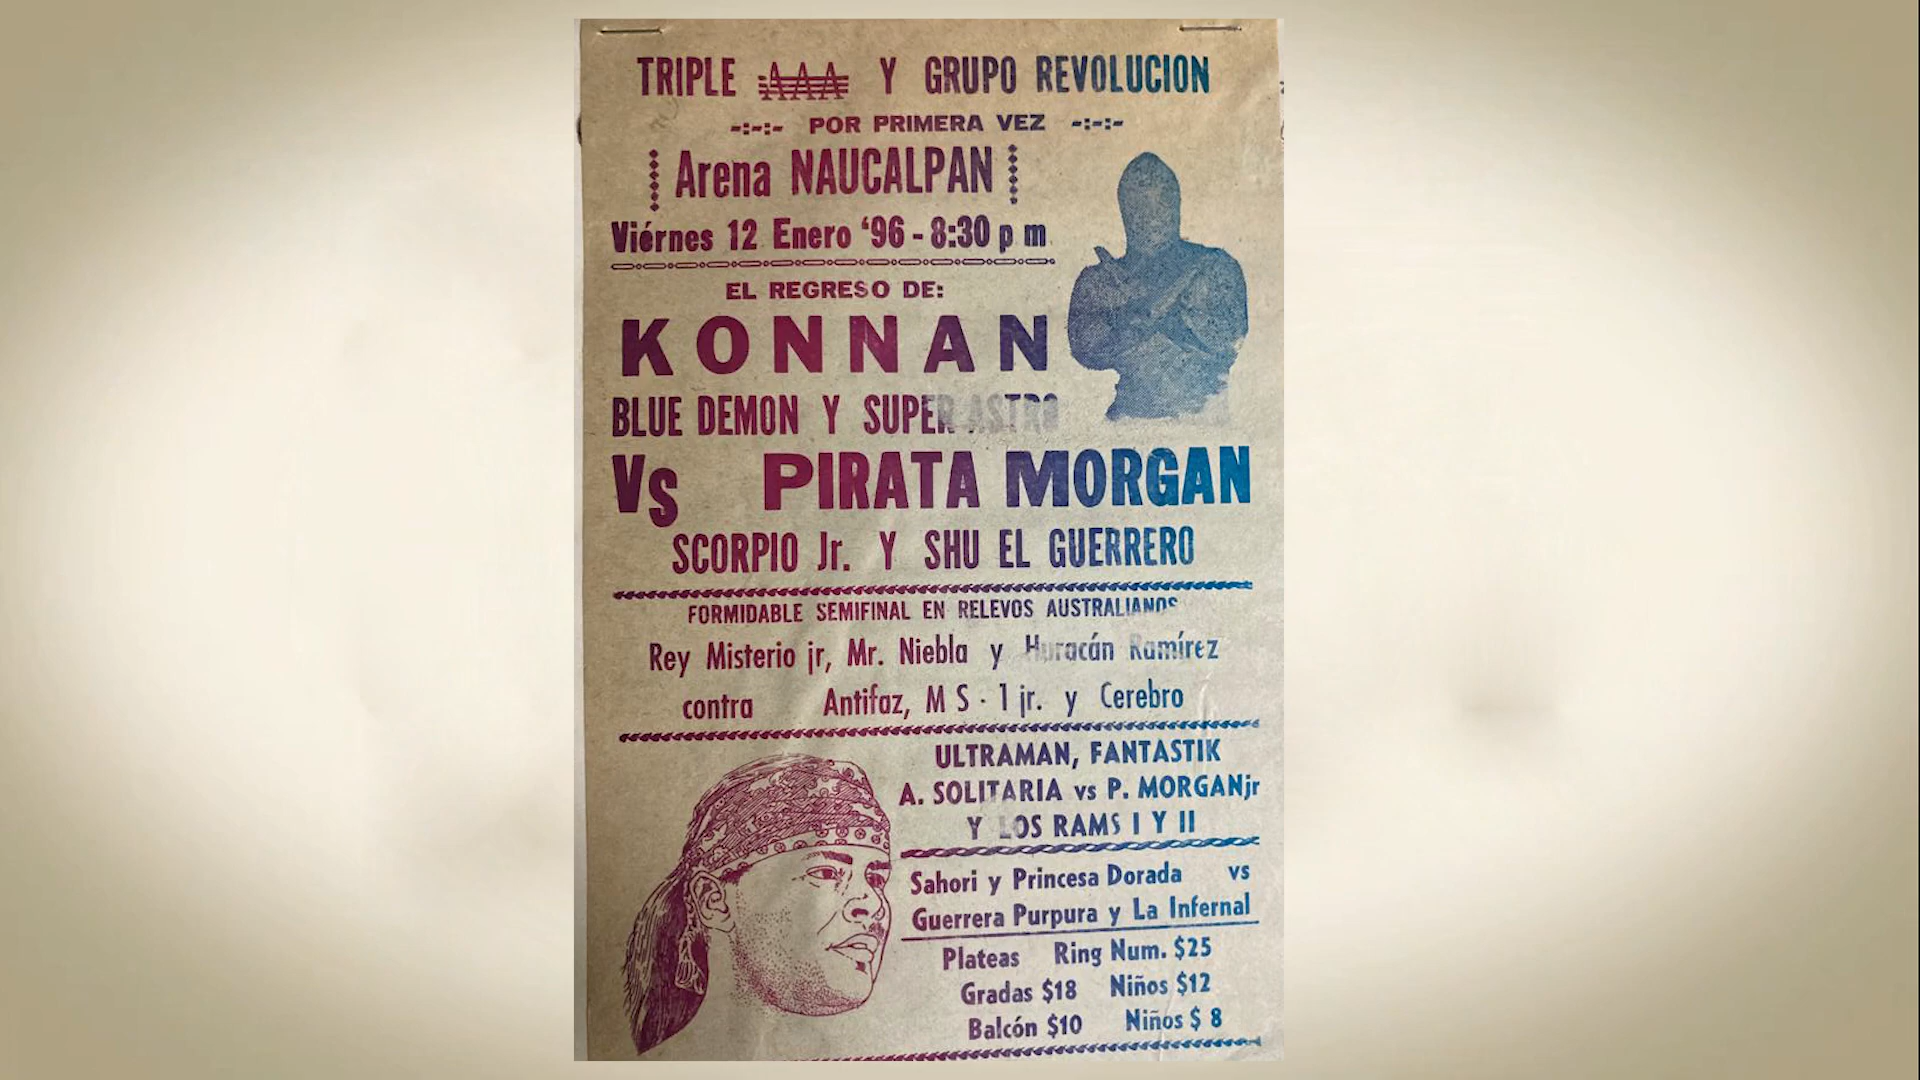 TRIPLE AAA Y GRUPO REVOLUCION
-:-:- POR PRIMERA VEZ -:-:-
Arena NAUCALPAN
Viérnes 12 Enero '96 - 8:30 p m
EL REGRESO DE:
KONNAN
BLUE DEMON Y SUPER ASTRO
Vs PIRATA MORGAN
SCORPIO Jr. Y SHU EL GUERRERO
FORMIDABLE SEMIFINAL EN RELEVOS AUSTRALIANOS
Rey Misterio jr, Mr. Niebla y Huracán Ramírez
contra Antifaz, M S - 1 jr. y Cerebro
ULTRAMAN, FANTASTIK
A. SOLITARIA vs P. MORGAN jr
Y LOS RAMS I Y II
Sahori y Princesa Dorada vs
Guerrera Purpura y La Infernal
Plateas Ring Num. $25
Gradas $18 Niños $12
Balcón $10 Niños $ 8